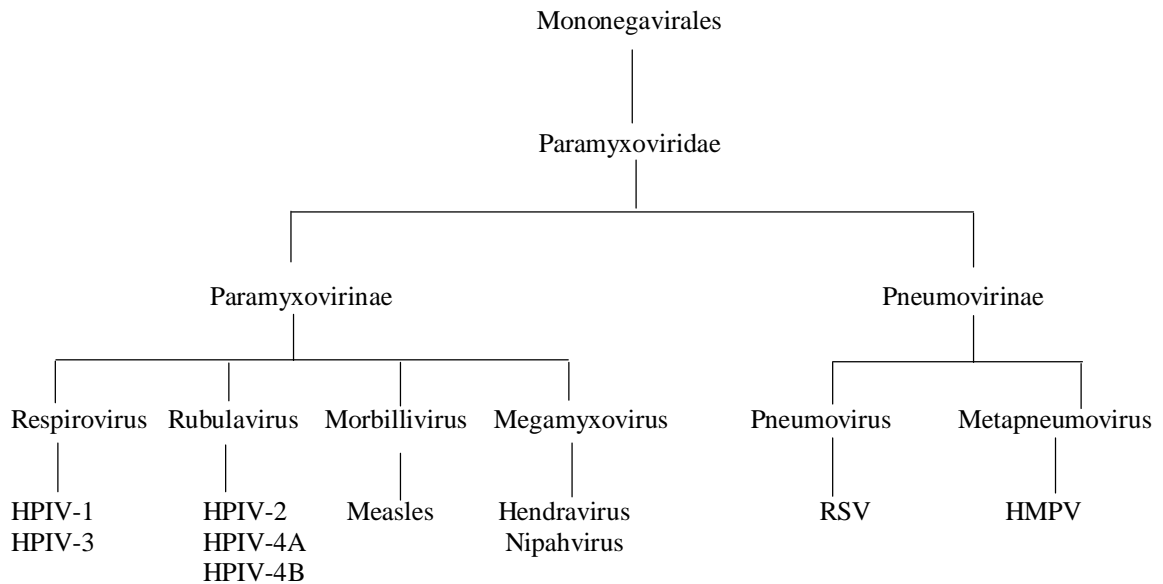 Mononegavirales
Paramyxoviridae
Paramyxovirinae Pneumovirinae
Respirovirus Rubulavirus Morbillivirus Megamyxovirus Pneumovirus Metapneumovirus
HPIV-1 HPIV-2 Measles Hendravirus RSV HMPV
HPIV-3 HPIV-4A Nipahvirus
HPIV-4B